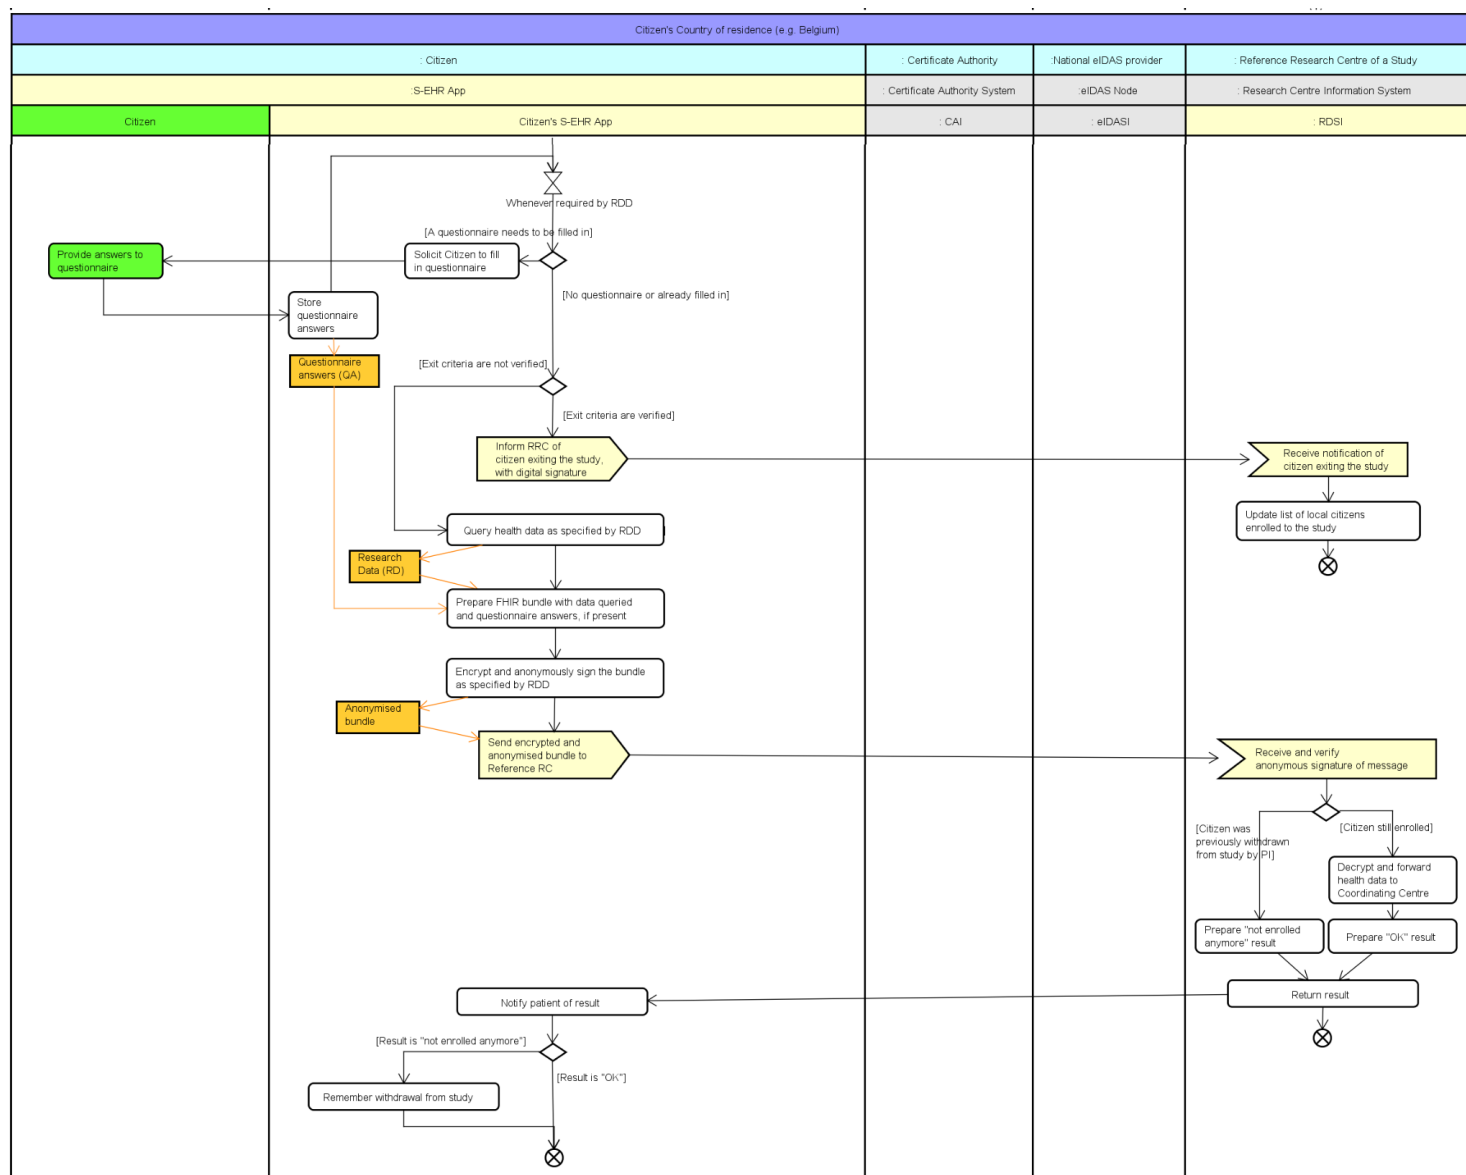 Citizen's Country of residence (e.g. Belgium)
: Citizen
: Certificate Authority
:National eIDAS provider
: Reference Research Centre of a Study
:S-EHR App
: Certificate Authority System
:eIDAS Node
: Research Centre Information System
Citizen
Citizen's S-EHR App
: CAI
: eIDASI
: RDSI
Whenever required by RDD
[A questionnaire needs to be filled in]
Provide answers to
questionnaire
Solicit Citizen to fill
in questionnaire
[No questionnaire or already filled in]
Store
questionnaire
answers
Questionnaire
answers (QA)
[Exit criteria are not verified]
[Exit criteria are verified]
Inform RRC of
citizen exiting the study,
with digital signature
Receive notification of
citizen exiting the study
Update list of local citizens
enrolled to the study
Query health data as specified by RDD
Research
Data (RD)
Prepare FHIR bundle with data queried
and questionnaire answers, if present
Encrypt and anonymously sign the bundle
as specified by RDD
Anonymised
bundle
Send encrypted and
anonymised bundle to
Reference RC
Receive and verify
anonymous signature of message
[Citizen was
previously withdrawn
from study by PI]
[Citizen still enrolled]
Decrypt and forward
health data to
Coordinating Centre
Prepare "not enrolled
anymore" result
Prepare "OK" result
Return result
Notify patient of result
[Result is "not enrolled anymore"]
[Result is "OK"]
Remember withdrawal from study